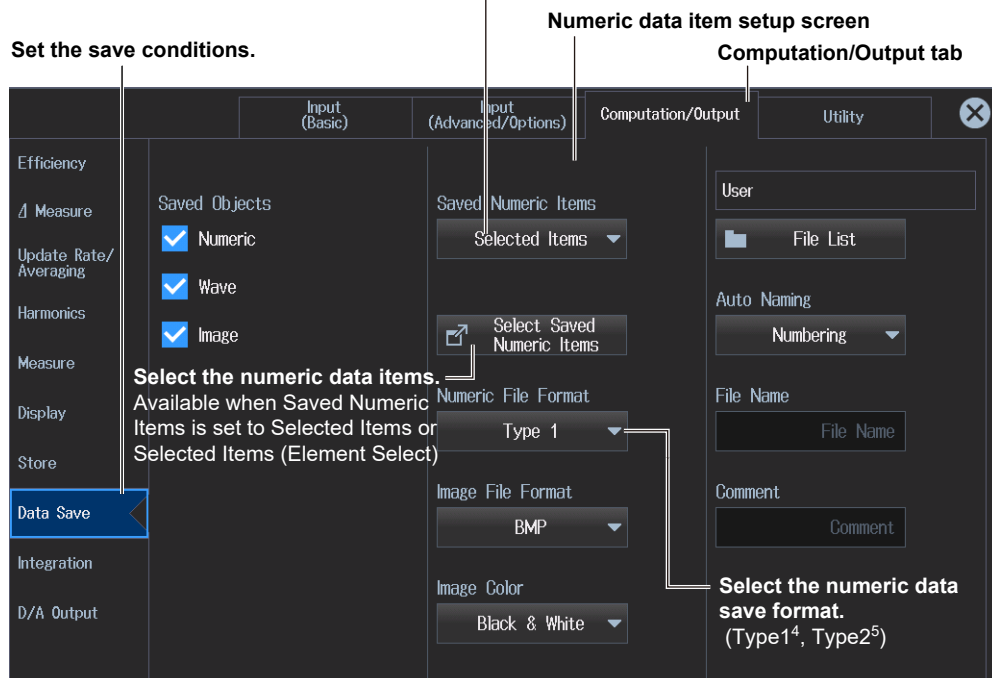 Numeric data item setup screen
Set the save conditions.
Computation/Output tab
Input
(Basic)
Input
(Advanced/Options)
Computation/Output
Utility
Efficiency
⊿ Measure
Update Rate/
Averaging
Harmonics
Measure
Display
Store
Data Save
Integration
D/A Output
Saved Objects
Numeric
Wave
Image
Select the numeric data items.
Available when Saved Numeric
Items is set to Selected Items or
Selected Items (Element Select)
Saved Numeric Items
Selected Items
Select Saved
Numeric Items
Numeric File Format
Type 1
Image File Format
BMP
Image Color
Black & White
User
File List
Auto Naming
Numbering
File Name
File Name
Comment
Comment
Select the numeric data
save format.
(Type1⁴, Type2⁵)